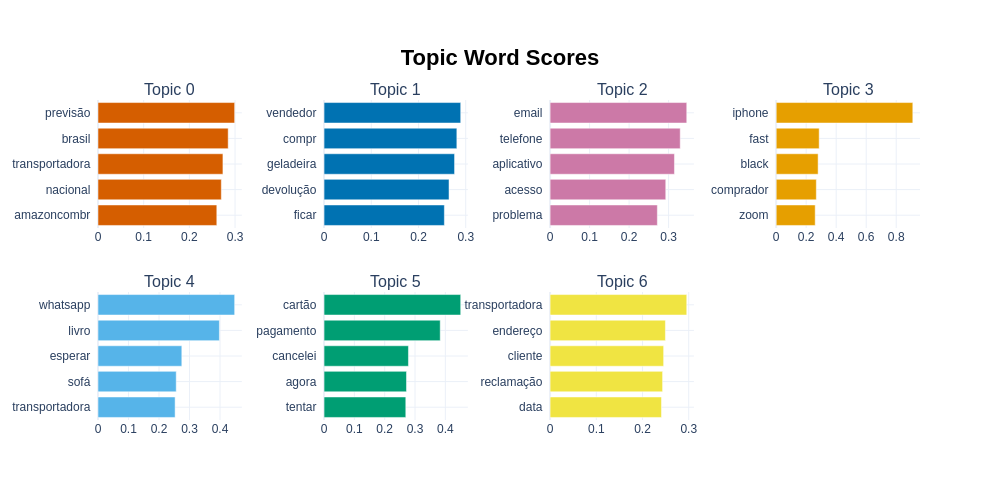 Topic Word Scores
Topic 0
previsão
brasil
transportadora
nacional
amazoncombr
0 0.1 0.2 0.3
Topic 1
vendedor
compr
geladeira
devolução
ficar
0 0.1 0.2 0.3
Topic 2
email
telefone
aplicativo
acesso
problema
0 0.1 0.2 0.3
Topic 3
iphone
fast
black
comprador
zoom
0 0.2 0.4 0.6 0.8
Topic 4
whatsapp
livro
esperar
sofá
transportadora
0 0.1 0.2 0.3 0.4
Topic 5
cartão
pagamento
cancelei
agora
tentar
0 0.1 0.2 0.3 0.4
Topic 6
transportadora
endereço
cliente
reclamação
data
0 0.1 0.2 0.3